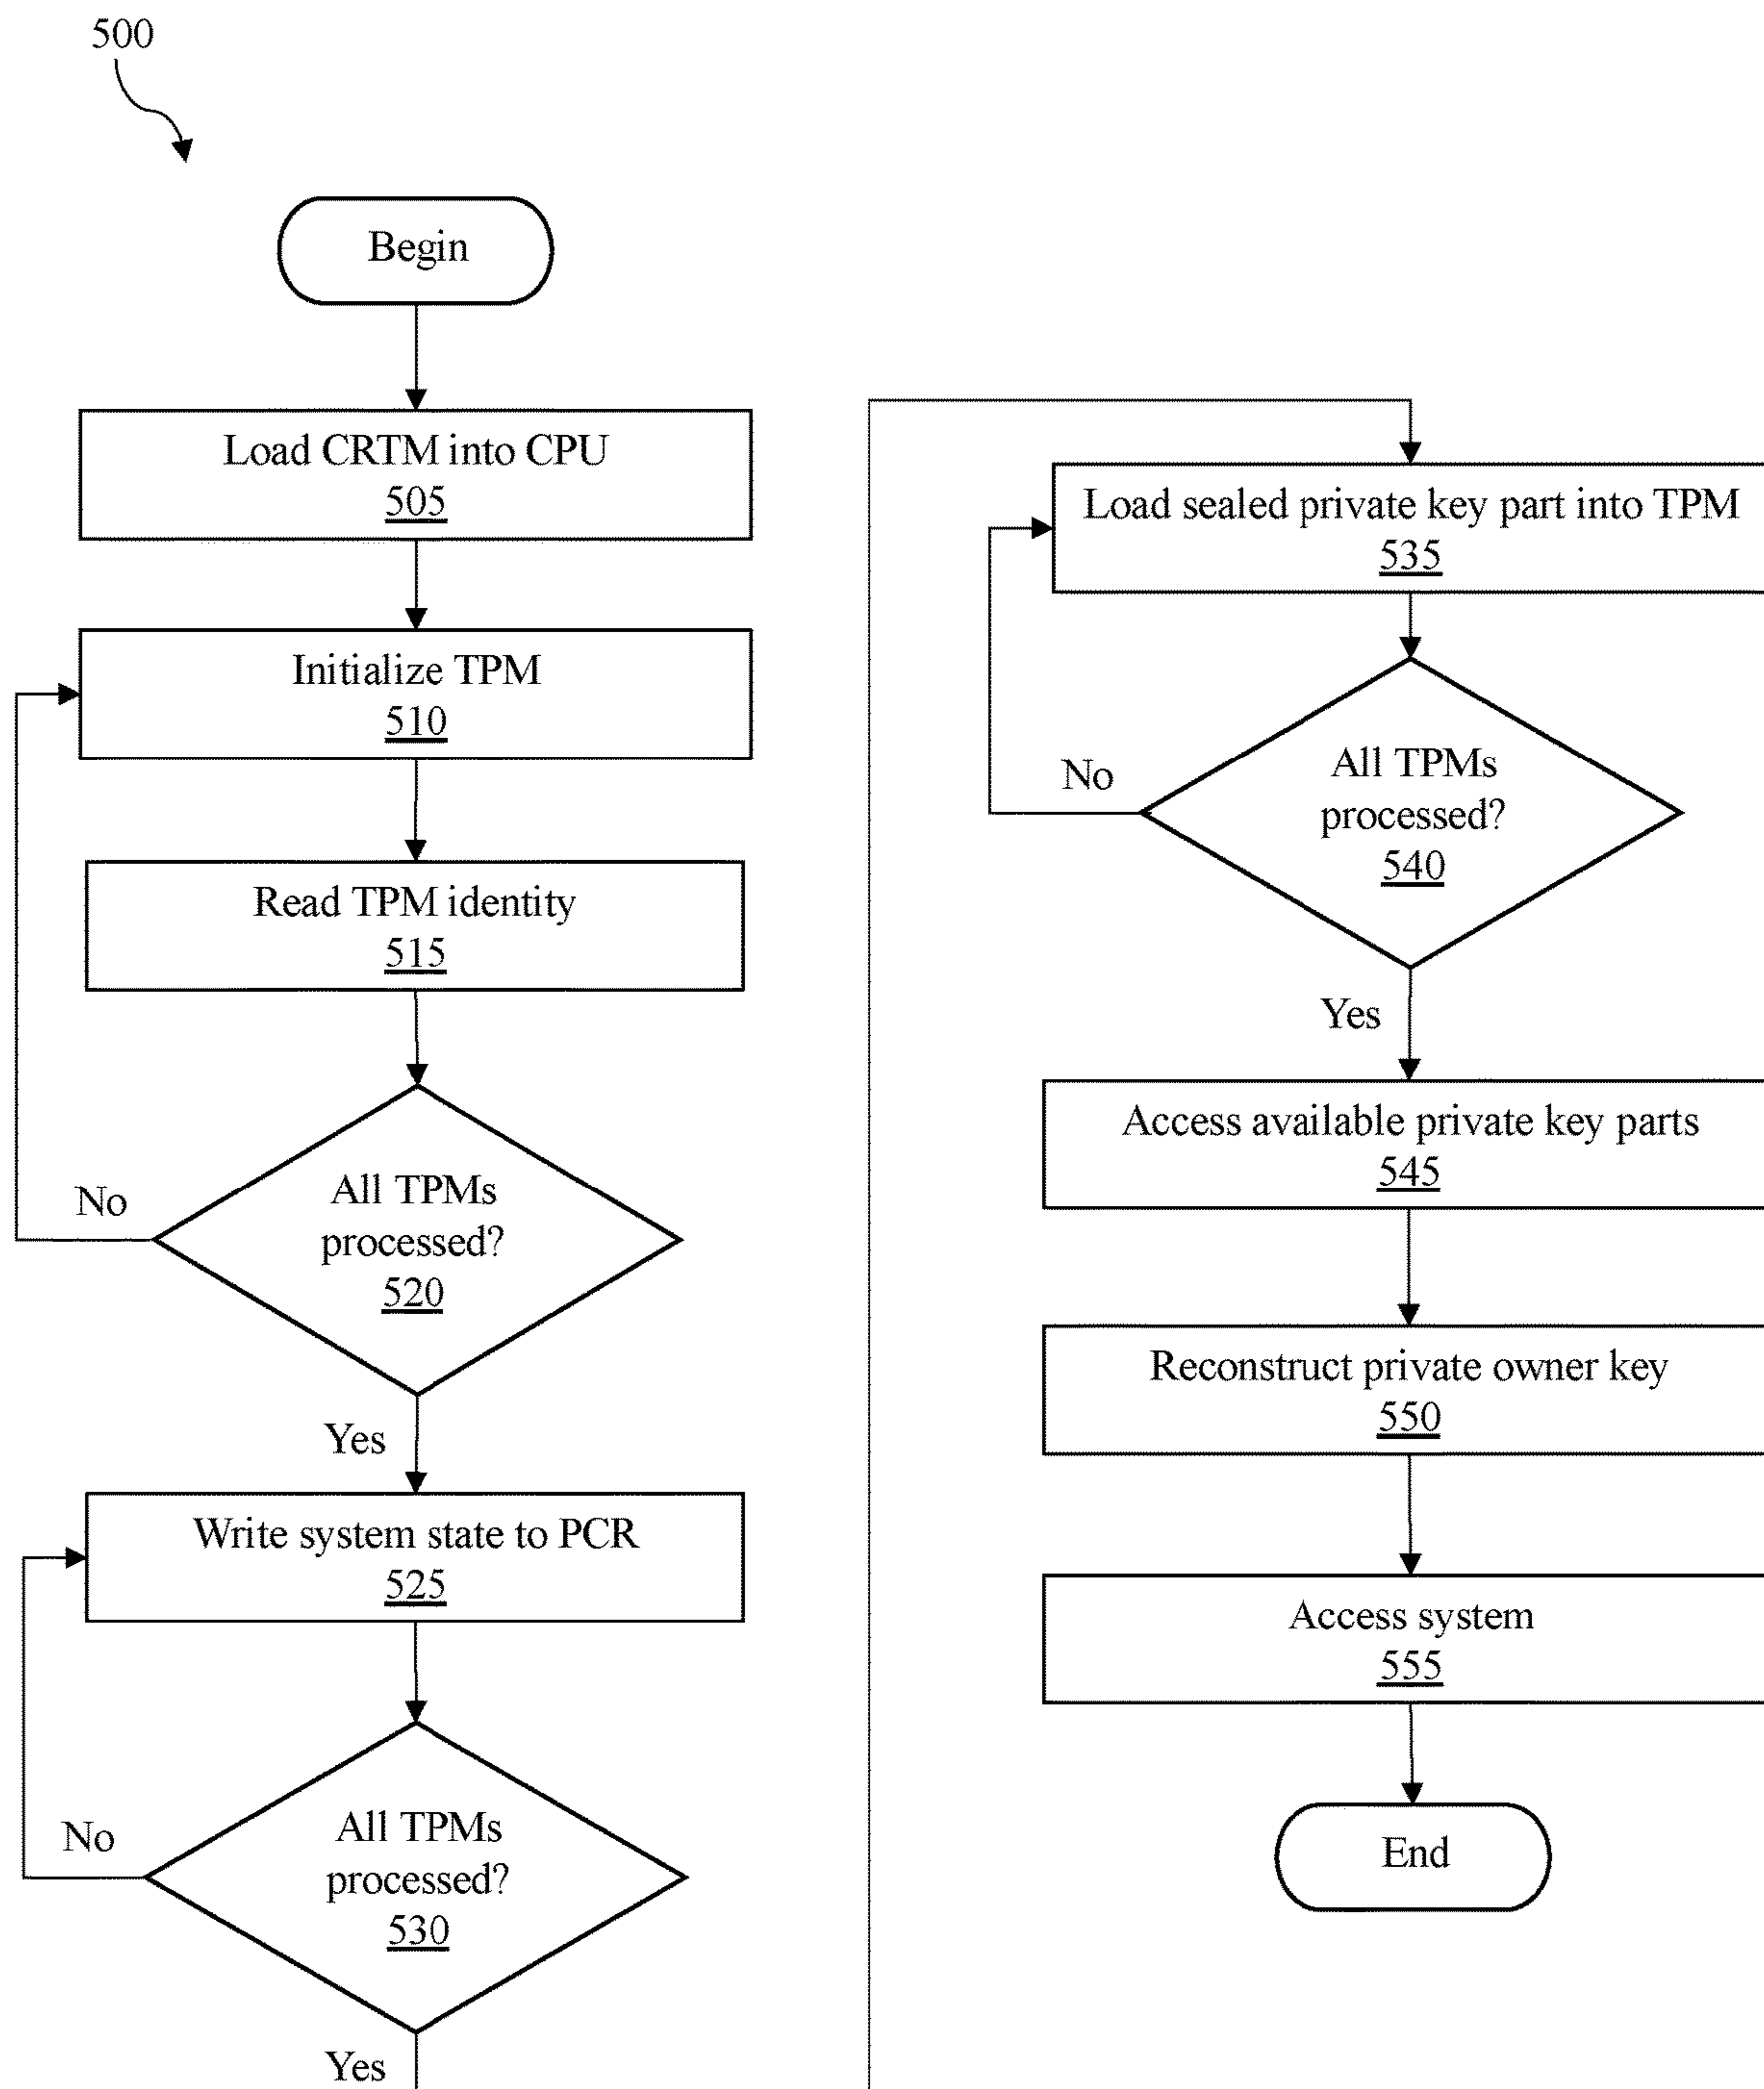 500
Begin
Load CRTM into CPU
505
Initialize TPM
510
Read TPM identity
515
All TPMs
processed?
520
No
Yes
Write system state to PCR
525
All TPMs
processed?
530
No
Yes
Load sealed private key part into TPM
535
All TPMs
processed?
540
No
Yes
Access available private key parts
545
Reconstruct private owner key
550
Access system
555
End